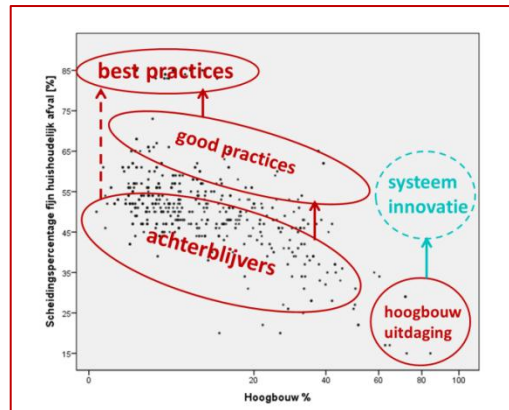 Scheidingspercentage fijn huishoudelijk afval [%]
85
75
65
55
45
35
25
15
best practices
good practices
achterblijvers
systeem
innovatie
hoogbouw
uitdaging
0
20
40
60
80
100
Hoogbouw %